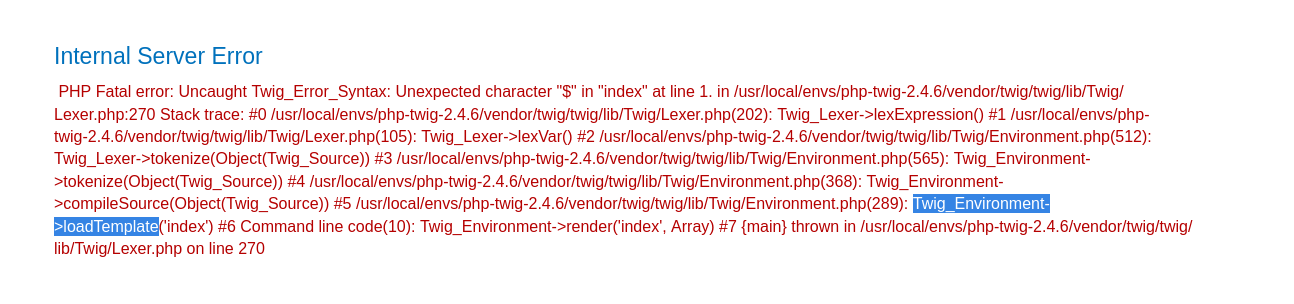 Internal Server Error
PHP Fatal error: Uncaught Twig_Error_Syntax: Unexpected character "$" in "index" at line 1. in /usr/local/envs/php-twig-2.4.6/vendor/twig/twig/lib/Twig/
Lexer.php:270 Stack trace: #0 /usr/local/envs/php-twig-2.4.6/vendor/twig/twig/lib/Twig/Lexer.php(202): Twig_Lexer->lexExpression() #1 /usr/local/envs/php-
twig-2.4.6/vendor/twig/twig/lib/Twig/Lexer.php(105): Twig_Lexer->lexVar() #2 /usr/local/envs/php-twig-2.4.6/vendor/twig/twig/lib/Twig/Environment.php(512):
Twig_Lexer->tokenize(Object(Twig_Source)) #3 /usr/local/envs/php-twig-2.4.6/vendor/twig/twig/lib/Twig/Environment.php(565): Twig_Environment-
>tokenize(Object(Twig_Source)) #4 /usr/local/envs/php-twig-2.4.6/vendor/twig/twig/lib/Twig/Environment.php(368): Twig_Environment-
>compileSource(Object(Twig_Source)) #5 /usr/local/envs/php-twig-2.4.6/vendor/twig/twig/lib/Twig/Environment.php(289): Twig_Environment-
>loadTemplate('index') #6 Command line code(10): Twig_Environment->render('index', Array) #7 {main} thrown in /usr/local/envs/php-twig-2.4.6/vendor/twig/twig/
lib/Twig/Lexer.php on line 270